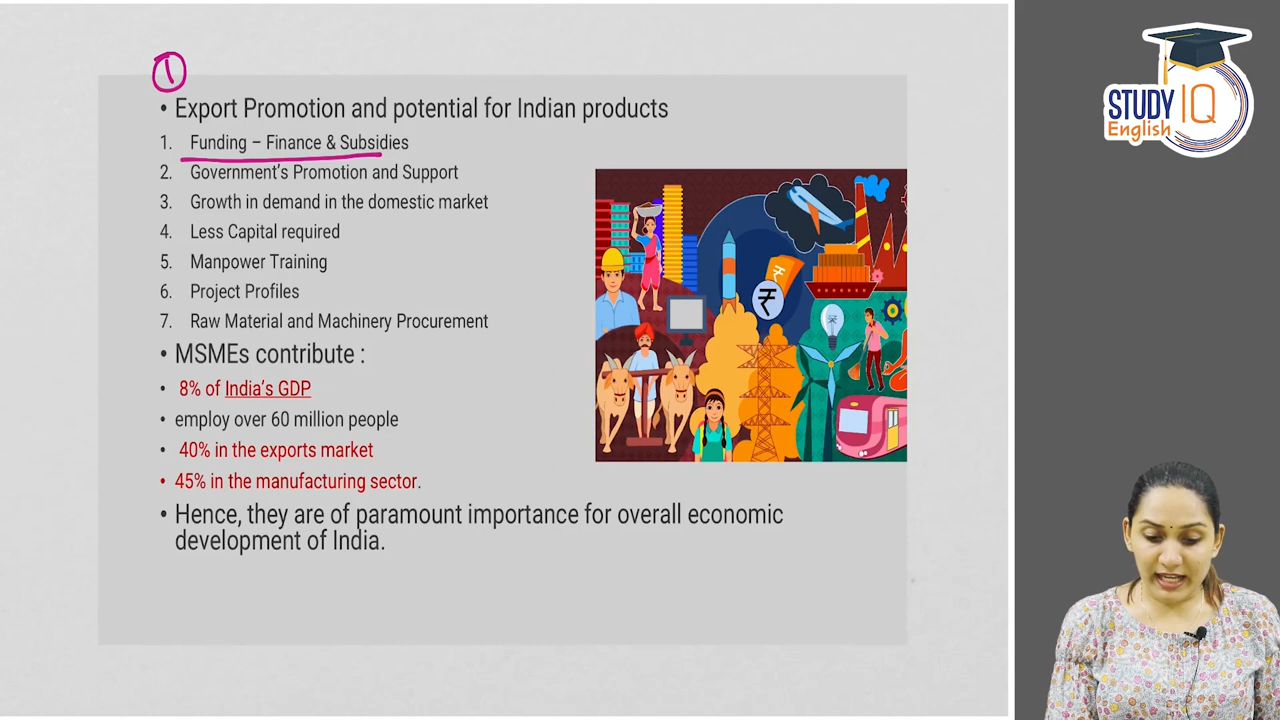 1
• Export Promotion and potential for Indian products
1. Funding – Finance & Subsidies
2. Government's Promotion and Support
3. Growth in demand in the domestic market
4. Less Capital required
5. Manpower Training
6. Project Profiles
7. Raw Material and Machinery Procurement
• MSMEs contribute :
• 8% of India's GDP
• employ over 60 million people
• 40% in the exports market
• 45% in the manufacturing sector.
• Hence, they are of paramount importance for overall economic
development of India.
₹
₹
STUDY IQ
English